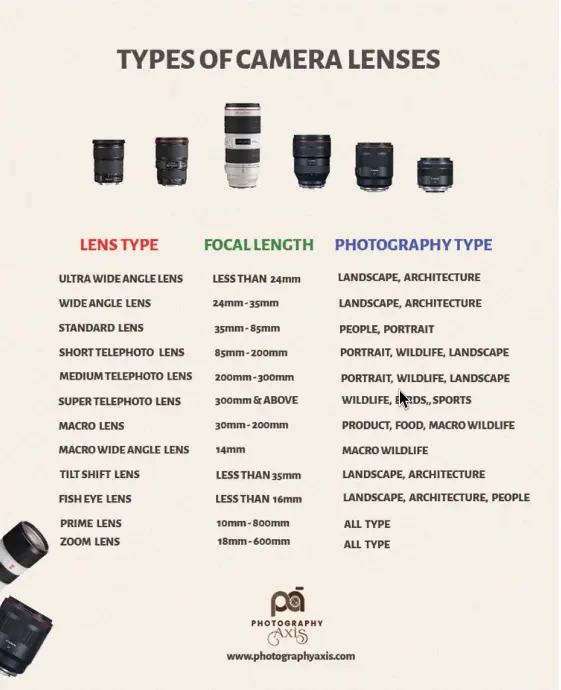 TYPES OF CAMERA LENSES
LENS TYPE FOCAL LENGTH PHOTOGRAPHY TYPE
ULTRA WIDE ANGLE LENS LESS THAN 24mm LANDSCAPE, ARCHITECTURE
WIDE ANGLE LENS 24mm - 35mm LANDSCAPE, ARCHITECTURE
STANDARD LENS 35mm - 85mm PEOPLE, PORTRAIT
SHORT TELEPHOTO LENS 85mm - 200mm PORTRAIT, WILDLIFE, LANDSCAPE
MEDIUM TELEPHOTO LENS 200mm - 300mm PORTRAIT, WILDLIFE, LANDSCAPE
SUPER TELEPHOTO LENS 300mm & ABOVE WILDLIFE, SPORTS
MACRO LENS 30mm - 200mm PRODUCT, FOOD, MACRO WILDLIFE
MACRO WIDE ANGLE LENS 14mm MACRO WILDLIFE
TILT SHIFT LENS LESS THAN 35mm LANDSCAPE, ARCHITECTURE
FISH EYE LENS LESS THAN 16mm LANDSCAPE, ARCHITECTURE, PEOPLE
PRIME LENS 10mm - 800mm ALL TYPE
ZOOM LENS 18mm - 600mm ALL TYPE
pa
PHOTOGRAPHY
Axis
www.photographyaxis.com